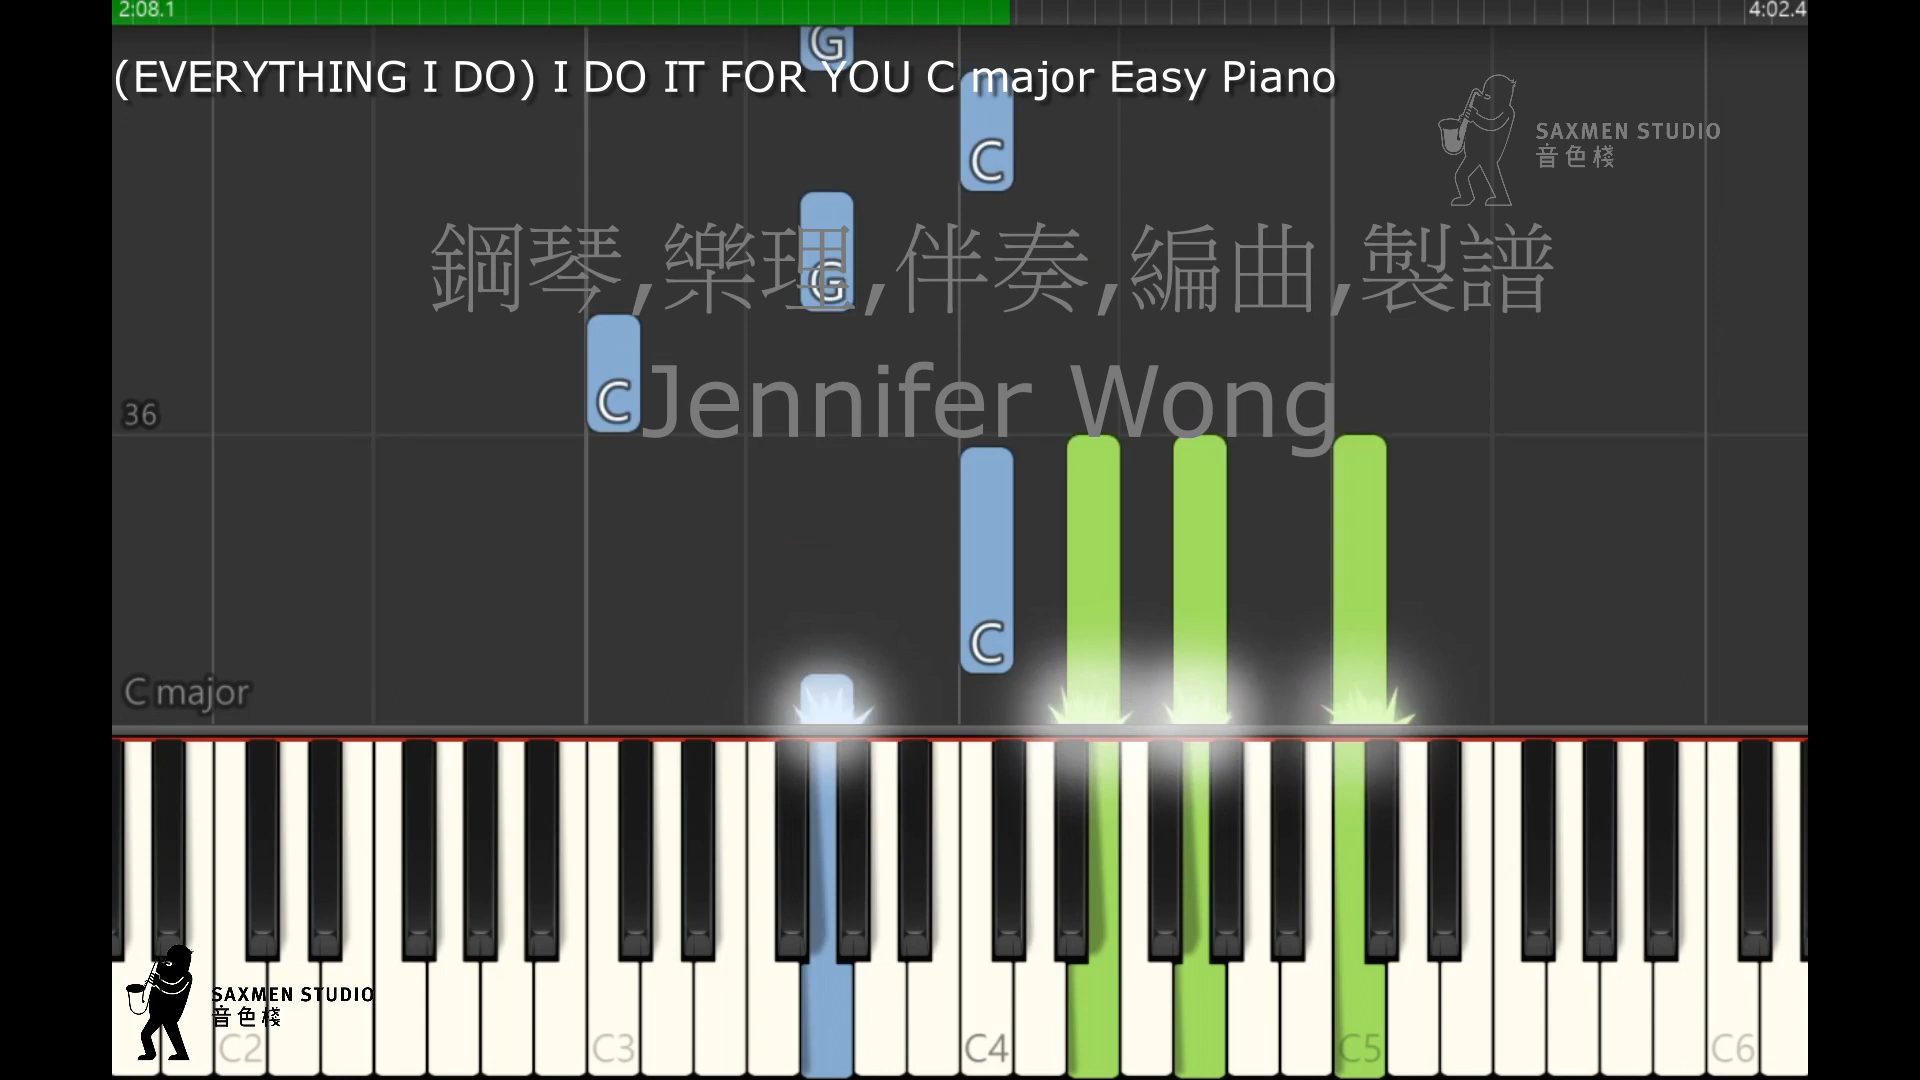 2:08.1
4:02.4
G
(EVERYTHING I DO) I DO IT FOR YOU C major Easy Piano
SAXMEN STUDIO
音色棧
C
鋼琴,樂理,伴奏,編曲,製譜
G
C
Jennifer Wong
36
C
C major
SAXMEN STUDIO
音色棧
C2
C3
C4
C5
C6